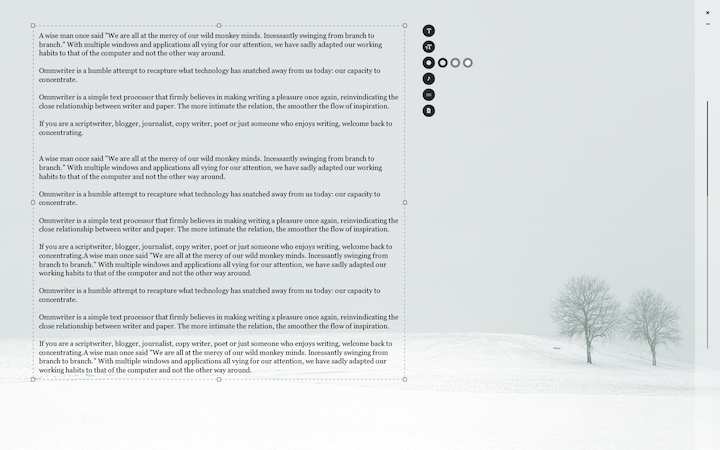 A wise man once said "We are all at the mercy of our wild monkey minds. Incessantly swinging from branch to
branch." With multiple windows and applications all vying for our attention, we have sadly adapted our working
habits to that of the computer and not the other way around.
Ommwriter is a humble attempt to recapture what technology has snatched away from us today: our capacity to
concentrate.
Ommwriter is a simple text processor that firmly believes in making writing a pleasure once again, reinvindicating the
close relationship between writer and paper. The more intimate the relation, the smoother the flow of inspiration.
If you are a scriptwriter, blogger, journalist, copy writer, poet or just someone who enjoys writing, welcome back to
concentrating.
A wise man once said "We are all at the mercy of our wild monkey minds. Incessantly swinging from branch to
branch." With multiple windows and applications all vying for our attention, we have sadly adapted our working
habits to that of the computer and not the other way around.
Ommwriter is a humble attempt to recapture what technology has snatched away from us today: our capacity to
concentrate.
Ommwriter is a simple text processor that firmly believes in making writing a pleasure once again, reinvindicating the
close relationship between writer and paper. The more intimate the relation, the smoother the flow of inspiration.
If you are a scriptwriter, blogger, journalist, copy writer, poet or just someone who enjoys writing, welcome back to
concentrating.A wise man once said "We are all at the mercy of our wild monkey minds. Incessantly swinging from
branch to branch." With multiple windows and applications all vying for our attention, we have sadly adapted our
working habits to that of the computer and not the other way around.
Ommwriter is a humble attempt to recapture what technology has snatched away from us today: our capacity to
concentrate.
Ommwriter is a simple text processor that firmly believes in making writing a pleasure once again, reinvindicating the
close relationship between writer and paper. The more intimate the relation, the smoother the flow of inspiration.
If you are a scriptwriter, blogger, journalist, copy writer, poet or just someone who enjoys writing, welcome back to
concentrating.A wise man once said "We are all at the mercy of our wild monkey minds. Incessantly swinging from
branch to branch." With multiple windows and applications all vying for our attention, we have sadly adapted our
working habits to that of the computer and not the other way around.
T
T